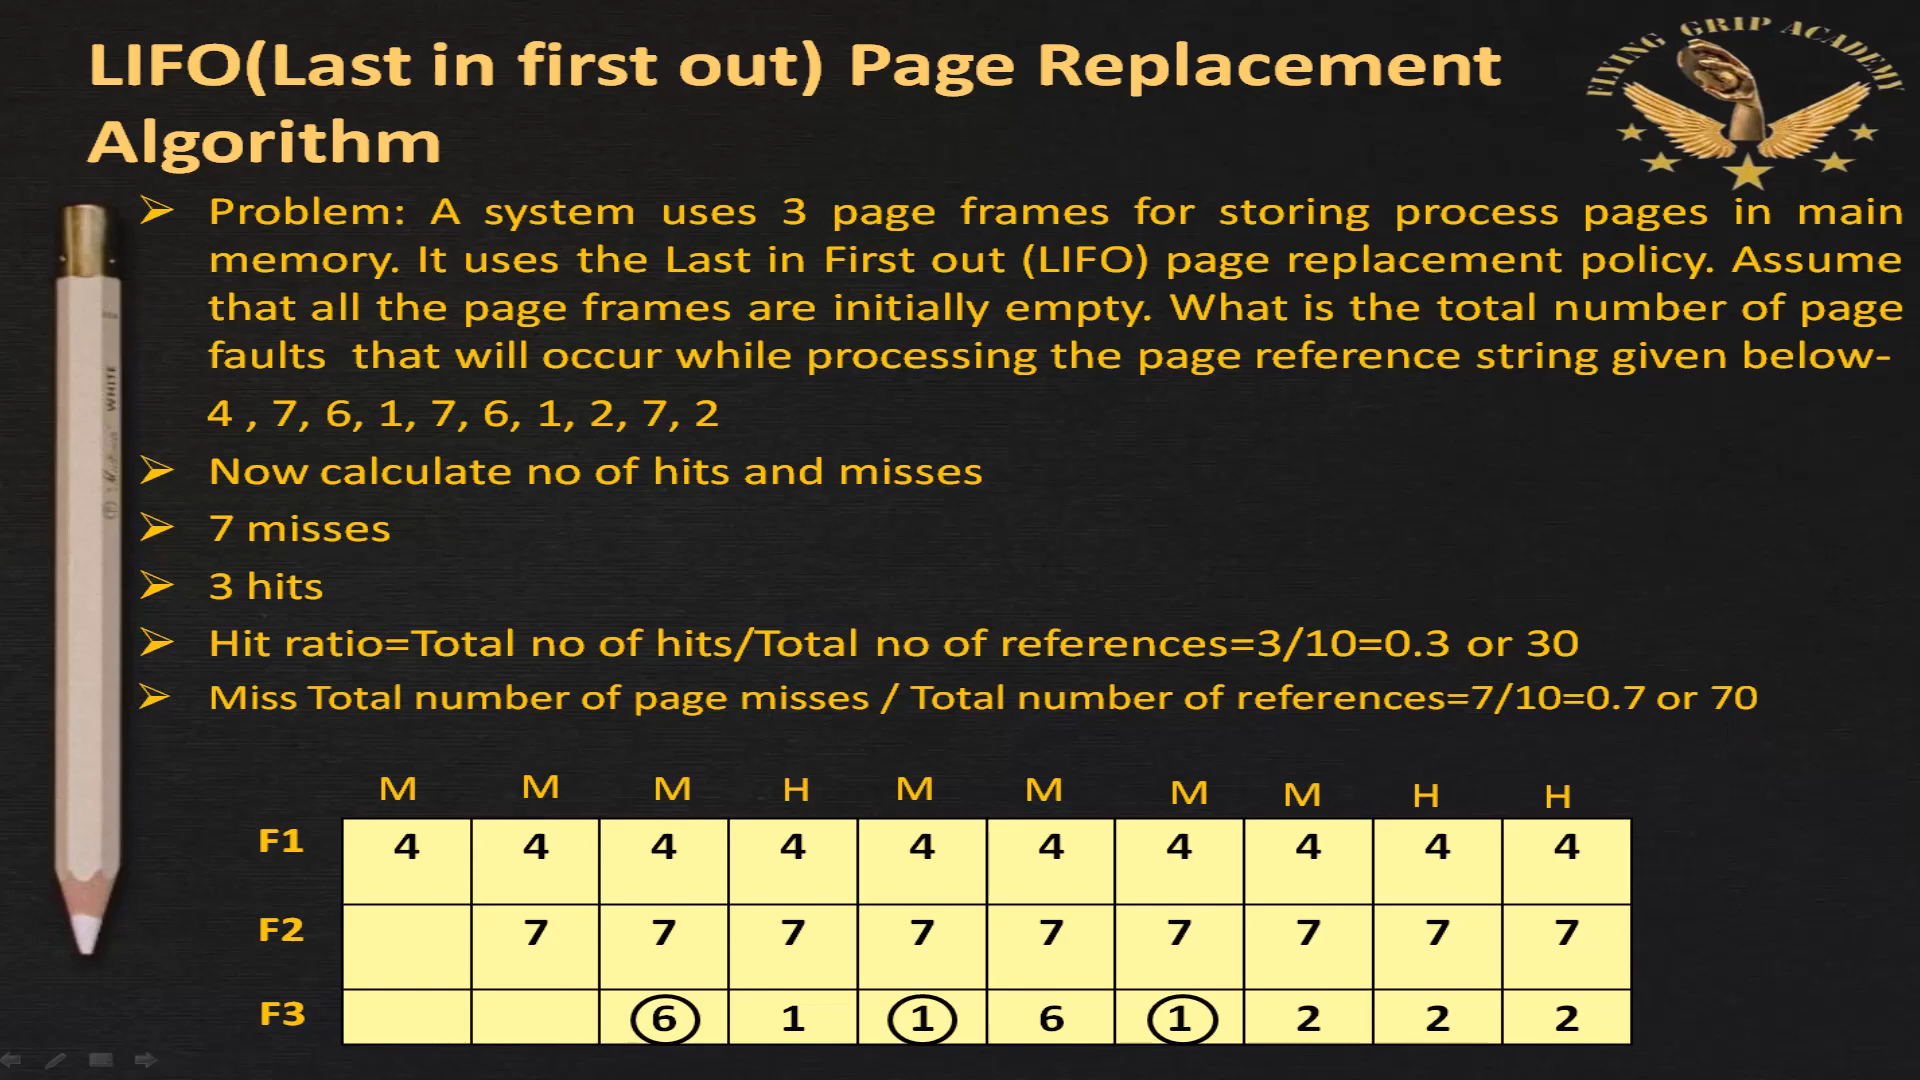 LIFO(Last in first out) Page Replacement
Algorithm
FLYING GRIP ACADEMY
➢ Problem: A system uses 3 page frames for storing process pages in main
memory. It uses the Last in First out (LIFO) page replacement policy. Assume
that all the page frames are initially empty. What is the total number of page
faults that will occur while processing the page reference string given below-
4 , 7, 6, 1, 7, 6, 1, 2, 7, 2
➢ Now calculate no of hits and misses
➢ 7 misses
➢ 3 hits
➢ Hit ratio=Total no of hits/Total no of references=3/10=0.3 or 30
➢ Miss Total number of page misses / Total number of references=7/10=0.7 or 70
WHITE
M M M H M M M M H H
F1 4 4 4 4 4 4 4 4 4 4
F2 7 7 7 7 7 7 7 7 7
F3 6 1 1 6 1 2 2 2